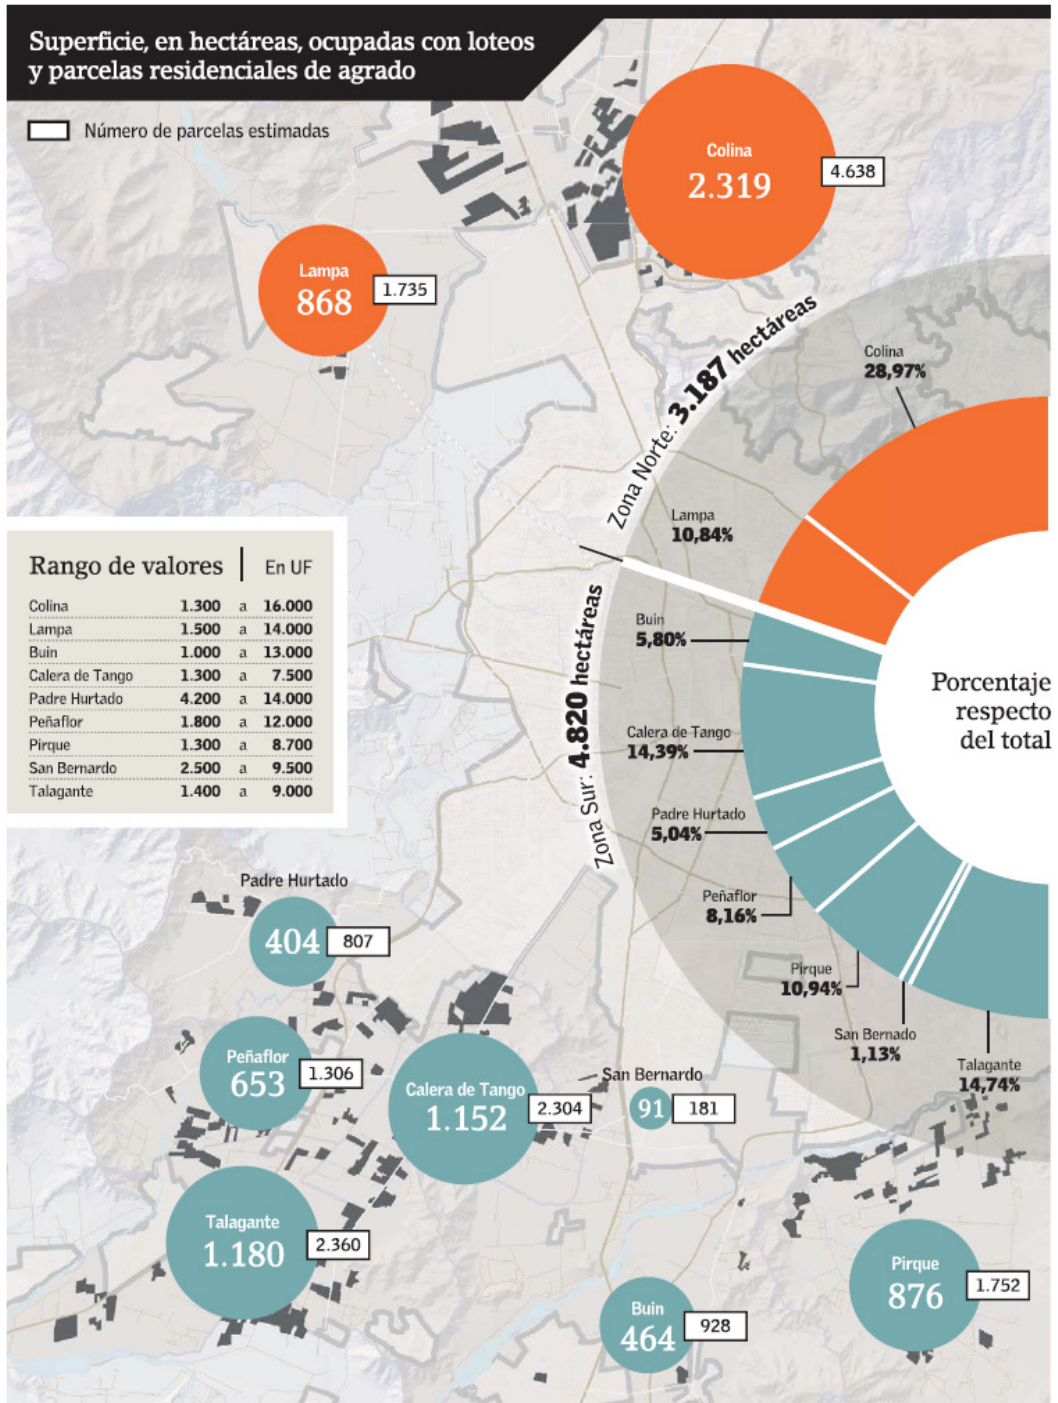 Superficie, en hectáreas, ocupadas con loteos
y parcelas residenciales de agrado
Número de parcelas estimadas
Colina
2.319
4.638
Lampa
868
1.735
Zona Norte: 3.187 hectáreas
Colina
28,97%
Lampa
10,84%
Rango de valores | En UF
Colina 1.300 a 16.000
Lampa 1.500 a 14.000
Buin 1.000 a 13.000
Calera de Tango 1.300 a 7.500
Padre Hurtado 4.200 a 14.000
Peñaflor 1.800 a 12.000
Pirque 1.300 a 8.700
San Bernardo 2.500 a 9.500
Talagante 1.400 a 9.000
Zona Sur: 4.820 hectáreas
Buin
5,80%
Calera de Tango
14,39%
Padre Hurtado
5,04%
Peñaflor
8,16%
Pirque
10,94%
San Bernado
1,13%
Talagante
14,74%
Porcentaje
respecto
del total
Padre Hurtado
404
807
Peñaflor
653
1.306
Calera de Tango
1.152
2.304
San Bernardo
91
181
Talagante
1.180
2.360
Buin
464
928
Pirque
876
1.752